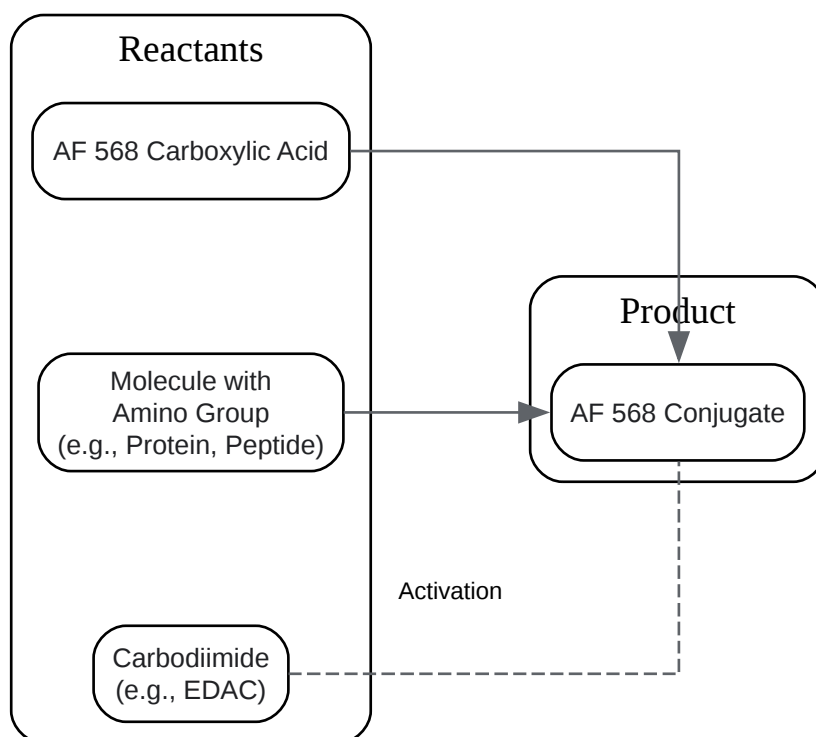 Reactants
AF 568 Carboxylic Acid
Product
Molecule with
Amino Group
(e.g., Protein, Peptide)
AF 568 Conjugate
Activation
Carbodiimide
(e.g., EDAC)